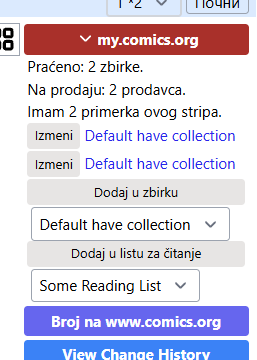 1 *2
Почни
my.comics.org
Praćeno: 2 zbirke.
Na prodaju: 2 prodavca.
Imam 2 primerka ovog stripa.
Izmeni Default have collection
Izmeni Default have collection
Dodaj u zbirku
Default have collection
Dodaj u listu za čitanje
Some Reading List
Broj na www.comics.org
View Change History